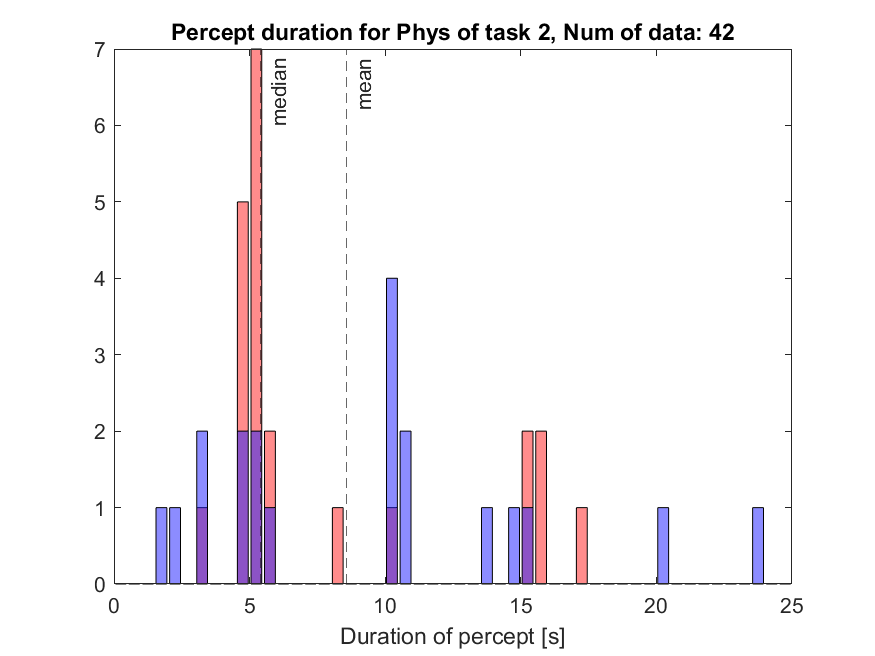 Percept duration for Phys of task 2, Num of data: 42
7
6
5
4
3
2
1
0
median
mean
0 5 10 15 20 25
Duration of percept [s]